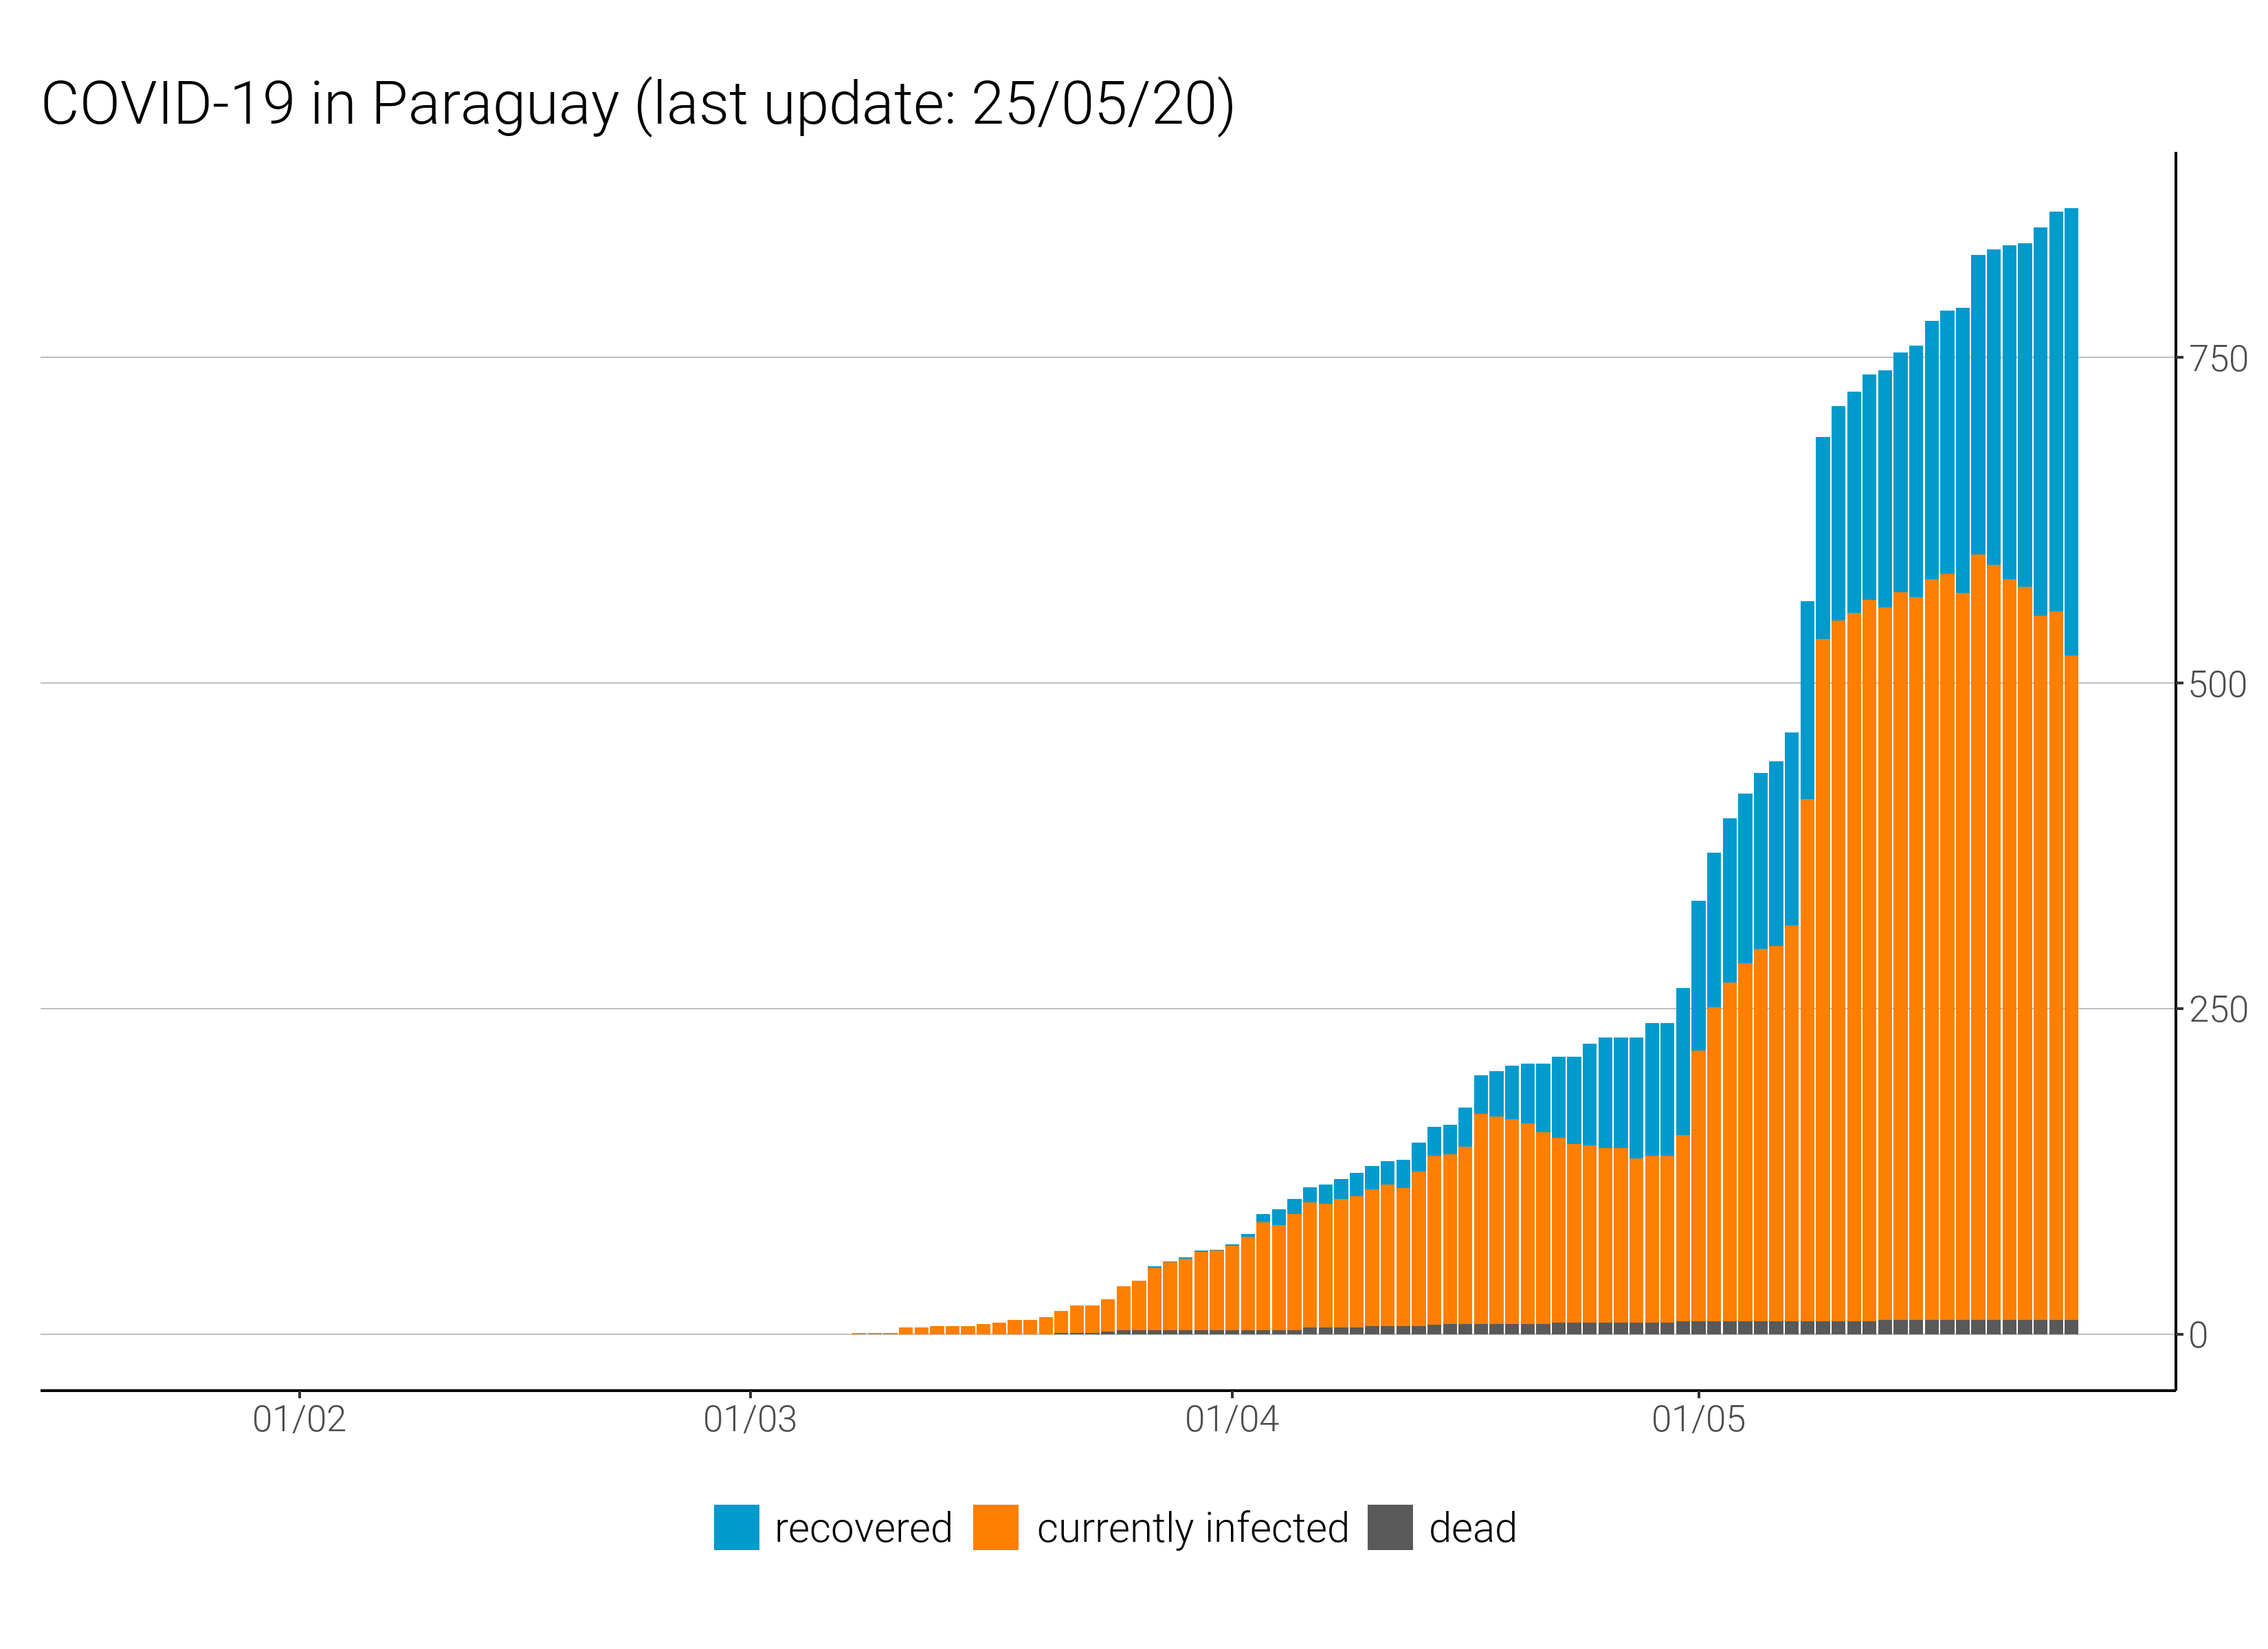 COVID-19 in Paraguay (last update: 25/05/20)
750
500
250
0
01/02 01/03 01/04 01/05
recovered currently infected dead